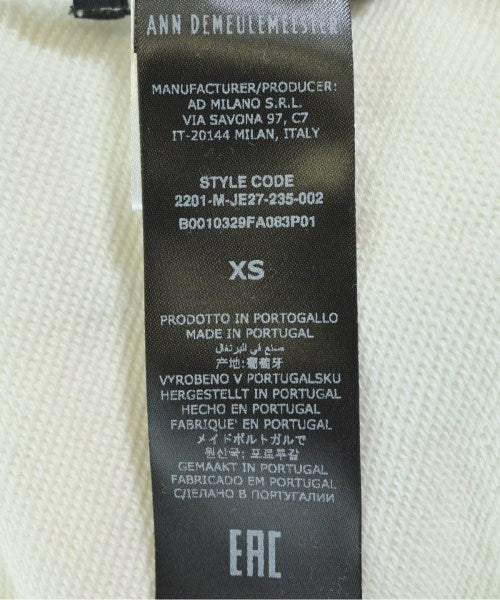 ANN DEMEULEMEESTER
MANUFACTURER/PRODUCER:
AD MILANO S.R.L.
VIA SAVONA 97, C7
IT-20144 MILAN, ITALY
STYLE CODE
2201-M-JE27-235-002
B0010329FA083P01
XS
PRODOTTO IN PORTOGALLO
MADE IN PORTUGAL
صنع في البرتغال
产地:葡萄牙
VYROBENO V PORTUGALSKU
HERGESTELLT IN PORTUGAL
HECHO EN PORTUGAL
FABRIQUE' EN PORTUGAL
メイドポルトガルで
원산국: 포르투갈
GEMAAKT IN PORTUGAL
FABRICADO EM PORTUGAL
СДЕЛАНО В ПОРТУГАЛИИ
EAC